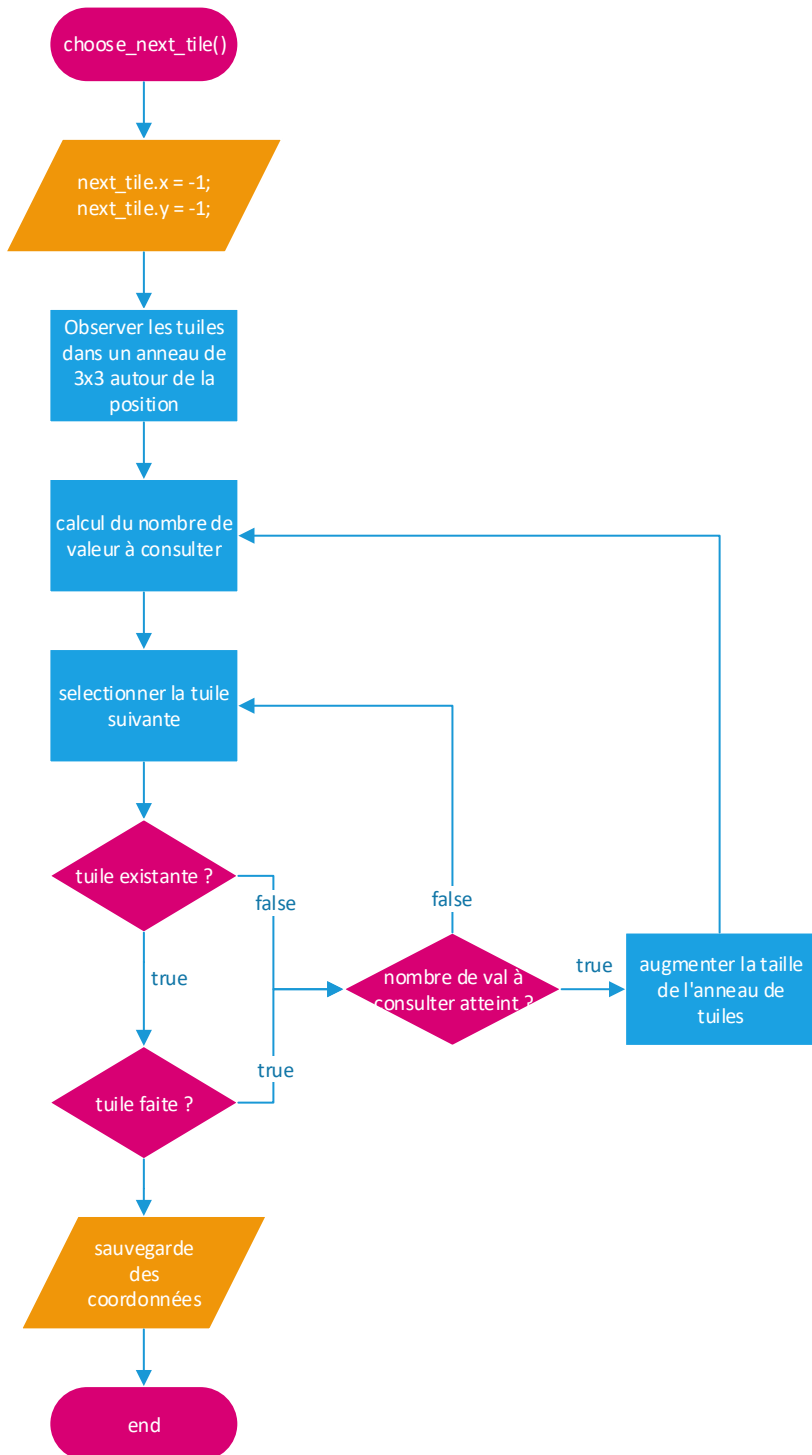 choose_next_tile()
next_tile.x = -1;
next_tile.y = -1;
Observer les tuiles
dans un anneau de
3x3 autour de la
position
calcul du nombre de
valeur à consulter
selectionner la tuile
suivante
tuile existante ?
false
true
nombre de val à
consulter atteint ?
false
true
augmenter la taille
de l'anneau de
tuiles
tuile faite ?
true
sauvegarde
des
coordonnées
end